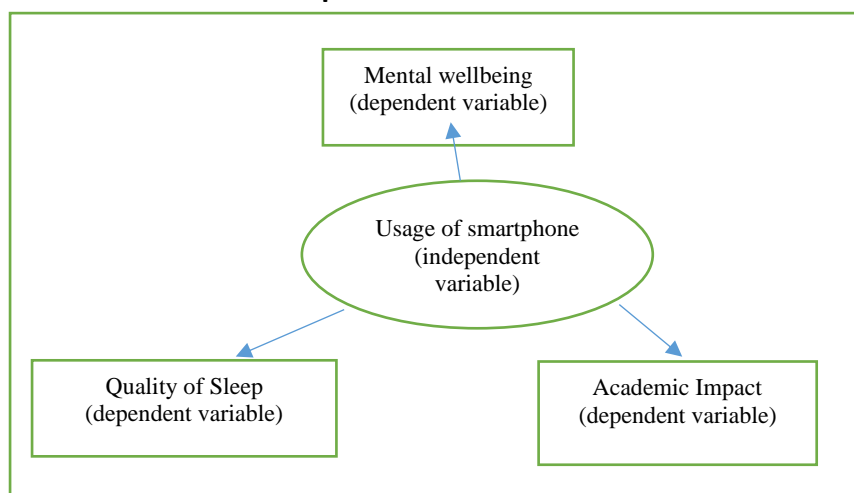 Mental wellbeing
(dependent variable)
Usage of smartphone
(independent
variable)
Quality of Sleep
(dependent variable)
Academic Impact
(dependent variable)